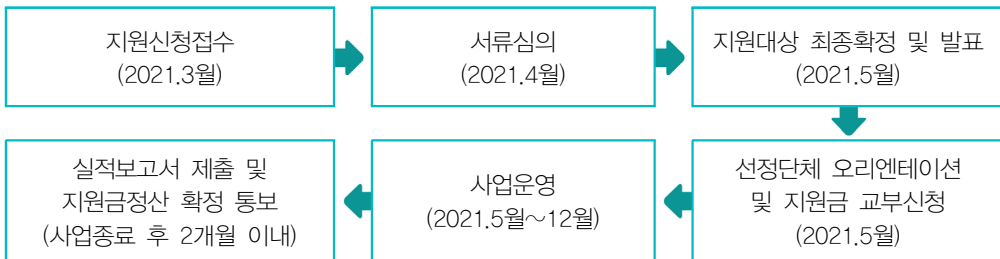 지원신청접수
(2021.3월)
서류심의
(2021.4월)
지원대상 최종확정 및 발표
(2021.5월)
선정단체 오리엔테이션
및 지원금 교부신청
(2021.5월)
사업운영
(2021.5월~12월)
실적보고서 제출 및
지원금정산 확정 통보
(사업종료 후 2개월 이내)